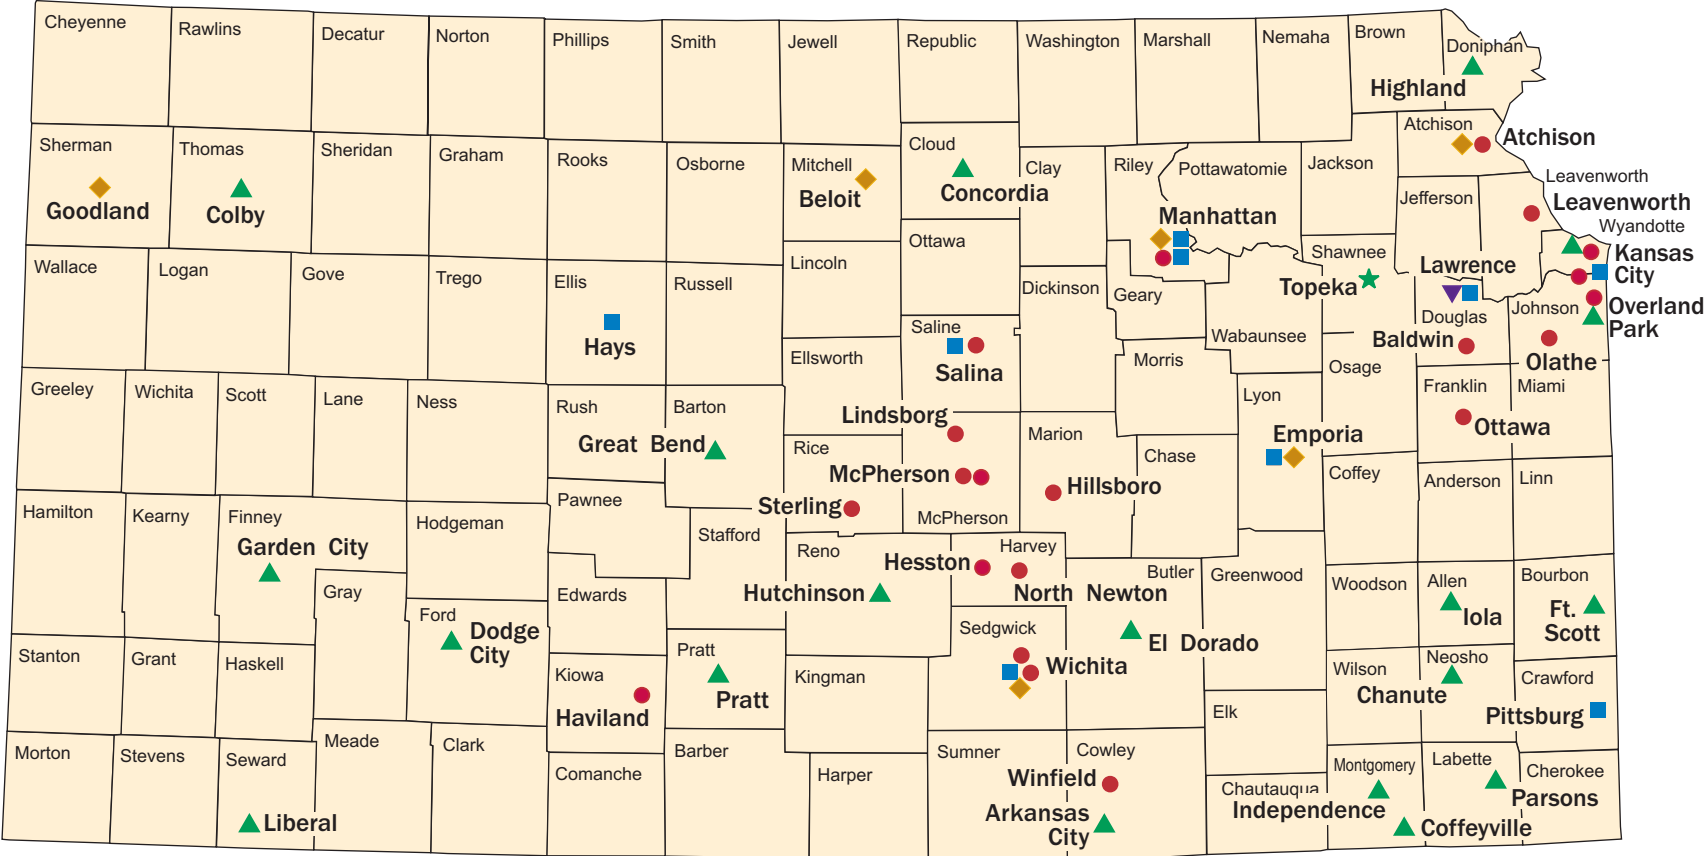 Cheyenne
Rawlins
Decatur
Norton
Phillips
Smith
Jewell
Republic
Washington
Marshall
Nemaha
Brown
Doniphan
Highland
Sherman
Goodland
Thomas
Colby
Sheridan
Graham
Rooks
Osborne
Mitchell
Beloit
Cloud
Concordia
Clay
Riley
Pottawatomie
Manhattan
Jackson
Atchison
Atchison
Jefferson
Leavenworth
Leavenworth
Wyandotte
Kansas
City
Wallace
Logan
Gove
Trego
Ellis
Hays
Russell
Lincoln
Ottawa
Dickinson
Geary
Wabaunsee
Shawnee
Topeka
Lawrence
Douglas
Baldwin
Johnson
Overland
Park
Olathe
Saline
Salina
Ellsworth
Morris
Osage
Greeley
Wichita
Scott
Lane
Ness
Rush
Barton
Great Bend
Rice
Lindsborg
McPherson
McPherson
Sterling
Marion
Hillsboro
Chase
Lyon
Emporia
Franklin
Ottawa
Miami
Coffey
Anderson
Linn
Hamilton
Kearny
Finney
Garden City
Hodgeman
Pawnee
Stafford
Reno
Hutchinson
Harvey
Hesston
North Newton
Butler
El Dorado
Greenwood
Woodson
Allen
Iola
Bourbon
Ft.
Scott
Gray
Ford
Dodge
City
Edwards
Stanton
Grant
Haskell
Kiowa
Haviland
Pratt
Pratt
Kingman
Sedgwick
Wichita
Elk
Wilson
Neosho
Chanute
Crawford
Pittsburg
Morton
Stevens
Seward
Liberal
Meade
Clark
Comanche
Barber
Harper
Sumner
Cowley
Winfield
Arkansas
City
Chautauqua
Montgomery
Independence
Coffeyville
Labette
Parsons
Cherokee